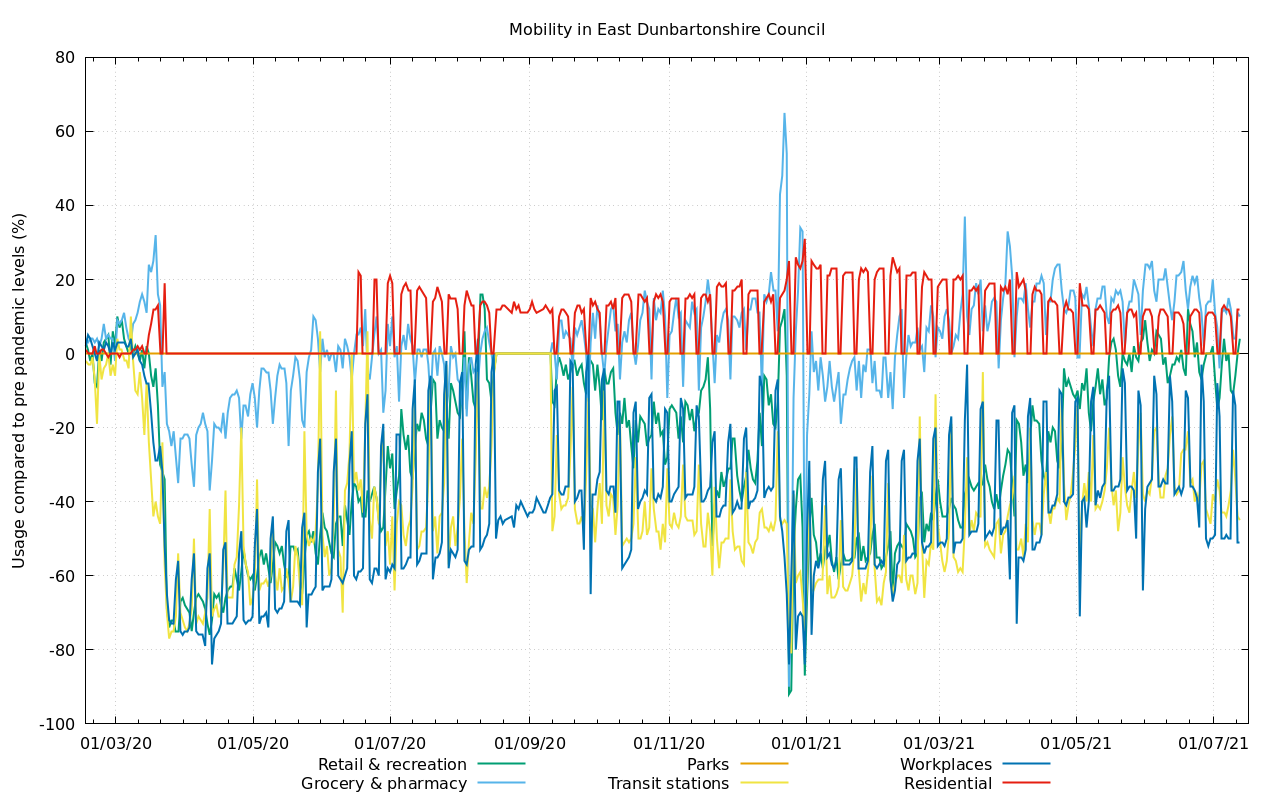 Mobility in East Dunbartonshire Council
Usage compared to pre pandemic levels (%)
80
60
40
20
0
-20
-40
-60
-80
-100
01/03/20 01/05/20 01/07/20 01/09/20 01/11/20 01/01/21 01/03/21 01/05/21 01/07/21
Retail & recreation Parks Workplaces
Grocery & pharmacy Transit stations Residential